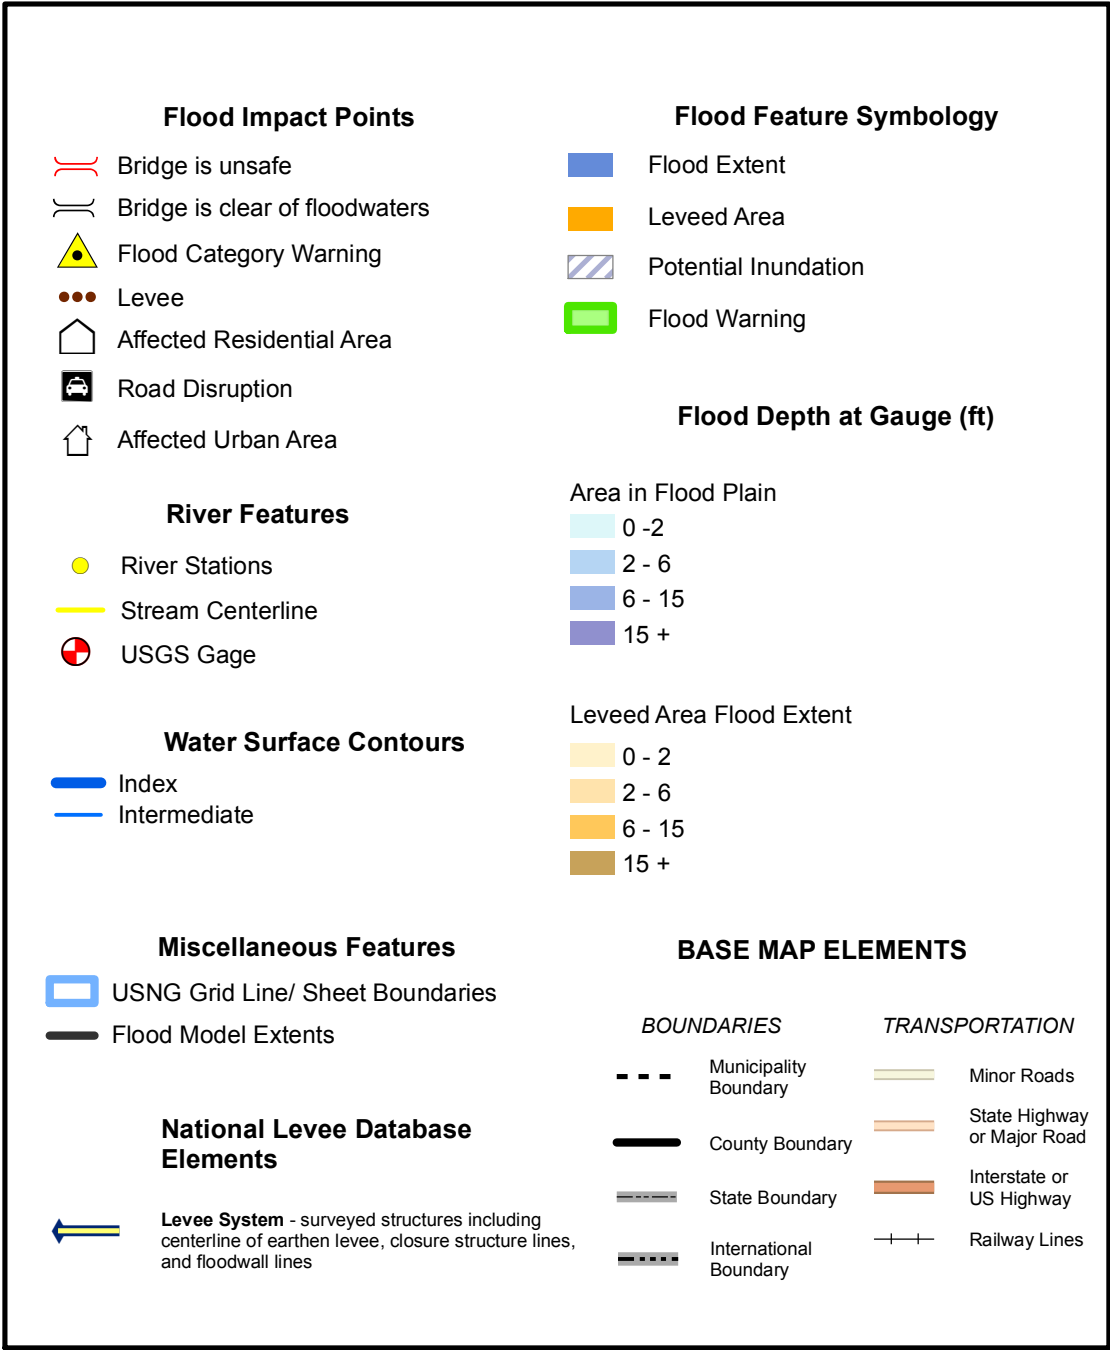 Flood Impact Points
Bridge is unsafe
Bridge is clear of floodwaters
Flood Category Warning
Levee
Affected Residential Area
Road Disruption
Affected Urban Area
River Features
River Stations
Stream Centerline
USGS Gage
Water Surface Contours
Index
Intermediate
Miscellaneous Features
USNG Grid Line/ Sheet Boundaries
Flood Model Extents
National Levee Database
Elements
Levee System - surveyed structures including
centerline of earthen levee, closure structure lines,
and floodwall lines
Flood Feature Symbology
Flood Extent
Leveed Area
Potential Inundation
Flood Warning
Flood Depth at Gauge (ft)
Area in Flood Plain
0 -2
2 - 6
6 - 15
15 +
Leveed Area Flood Extent
0 - 2
2 - 6
6 - 15
15 +
BASE MAP ELEMENTS
BOUNDARIES
Municipality
Boundary
County Boundary
State Boundary
International
Boundary
TRANSPORTATION
Minor Roads
State Highway
or Major Road
Interstate or
US Highway
Railway Lines